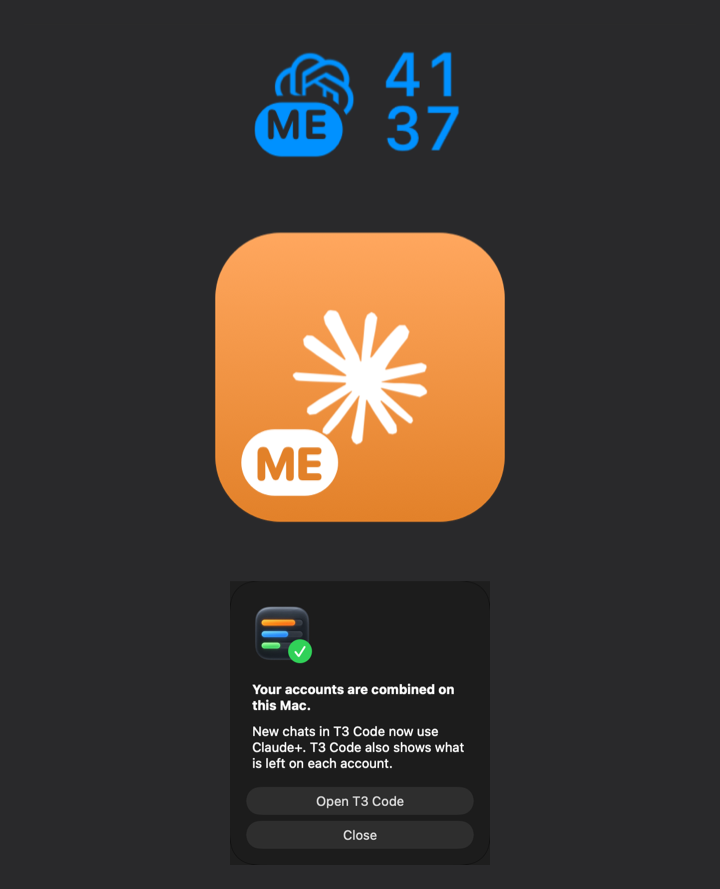 ME
41
37
ME
Your accounts are combined on
this Mac.
New chats in T3 Code now use
Claude+. T3 Code also shows what
is left on each account.
Open T3 Code
Close